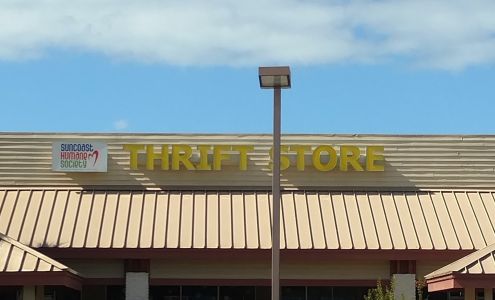 SUNCOAST
HUMANE
SOCIETY
THRIFT STORE